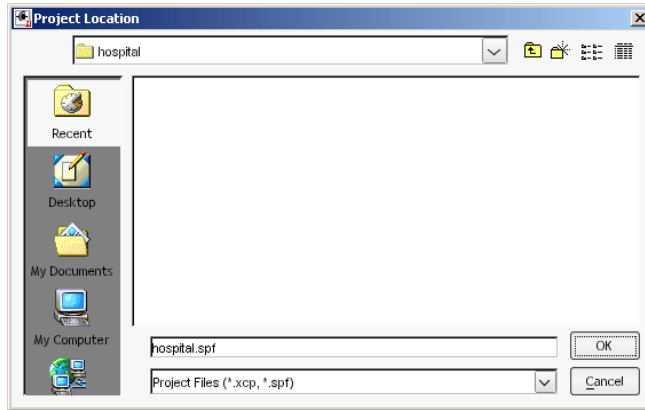 Project Location
hospital
Recent
Desktop
My Documents
My Computer
hospital.spf
OK
Project Files (*.xcp, *.spf)
Cancel